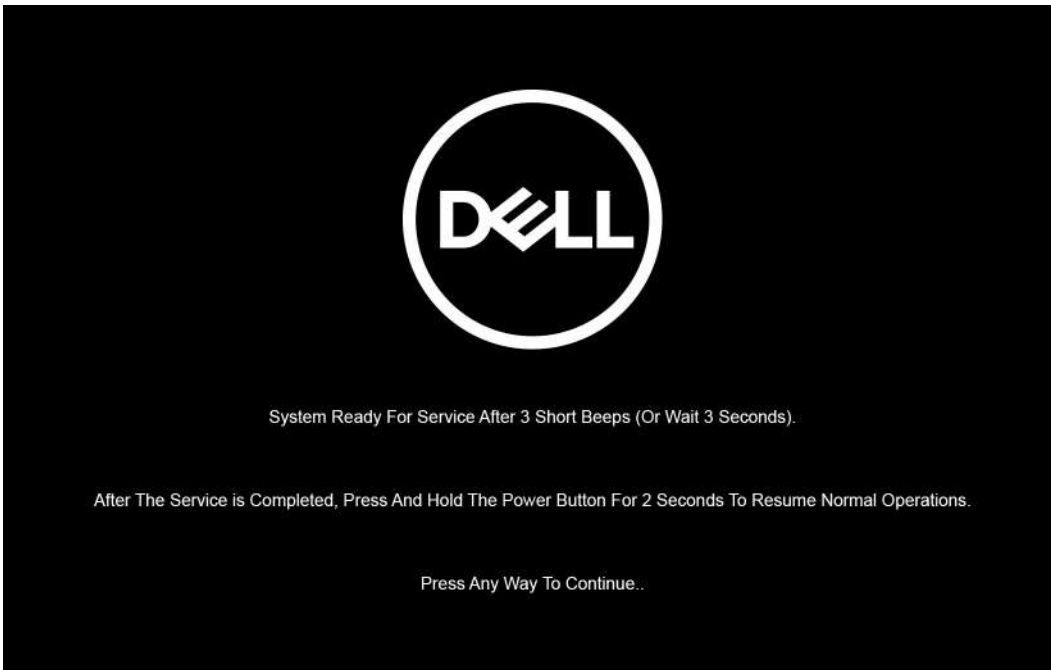 DELL
System Ready For Service After 3 Short Beeps (Or Wait 3 Seconds).
After The Service is Completed, Press And Hold The Power Button For 2 Seconds To Resume Normal Operations.
Press Any Way To Continue..